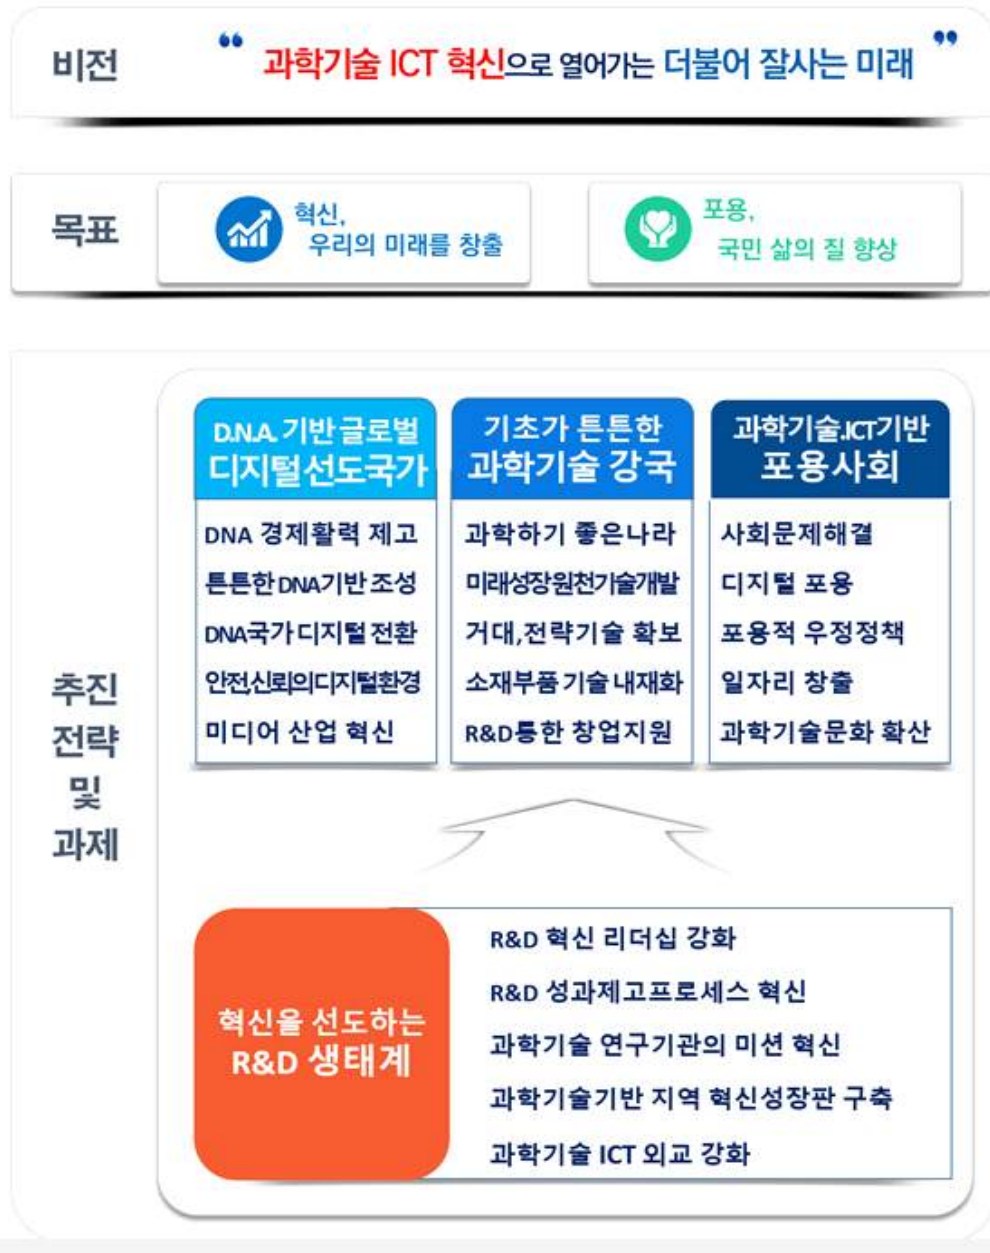 비전
“ 과학기술 ICT 혁신으로 열어가는 더불어 잘사는 미래 ”
목표
혁신,
우리의 미래를 창출
포용,
국민 삶의 질 향상
추진
전략
및
과제
D.N.A. 기반 글로벌
디지털 선도국가
DNA 경제활력 제고
튼튼한 DNA기반 조성
DNA국가 디지털 전환
안전,신뢰의 디지털환경
미디어 산업 혁신
기초가 튼튼한
과학기술 강국
과학하기 좋은나라
미래성장원천기술개발
거대,전략기술 확보
소재부품 기술 내재화
R&D통한 창업지원
과학기술.ICT기반
포용사회
사회문제해결
디지털 포용
포용적 우정정책
일자리 창출
과학기술문화 확산
혁신을 선도하는
R&D 생태계
R&D 혁신 리더십 강화
R&D 성과제고프로세스 혁신
과학기술 연구기관의 미션 혁신
과학기술기반 지역 혁신성장판 구축
과학기술 ICT 외교 강화